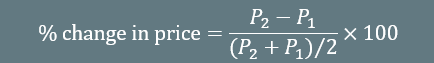 % change in price = (P₂ − P₁) / ((P₂ + P₁)/2) × 100